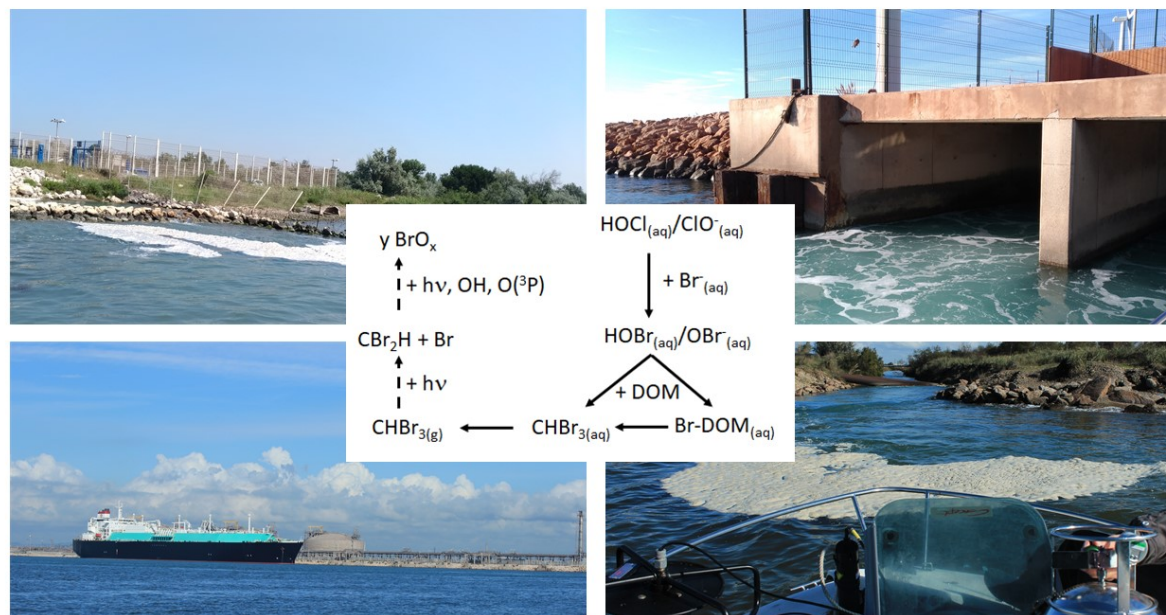 y BrOₓ
+ hν, OH, O(³P)
CBr₂H + Br
+ hν
CHBr₃₍g₎
HOCl₍aq₎/ClO⁻₍aq₎
+ Br⁻₍aq₎
HOBr₍aq₎/OBr⁻₍aq₎
+ DOM
CHBr₃₍aq₎
Br-DOM₍aq₎